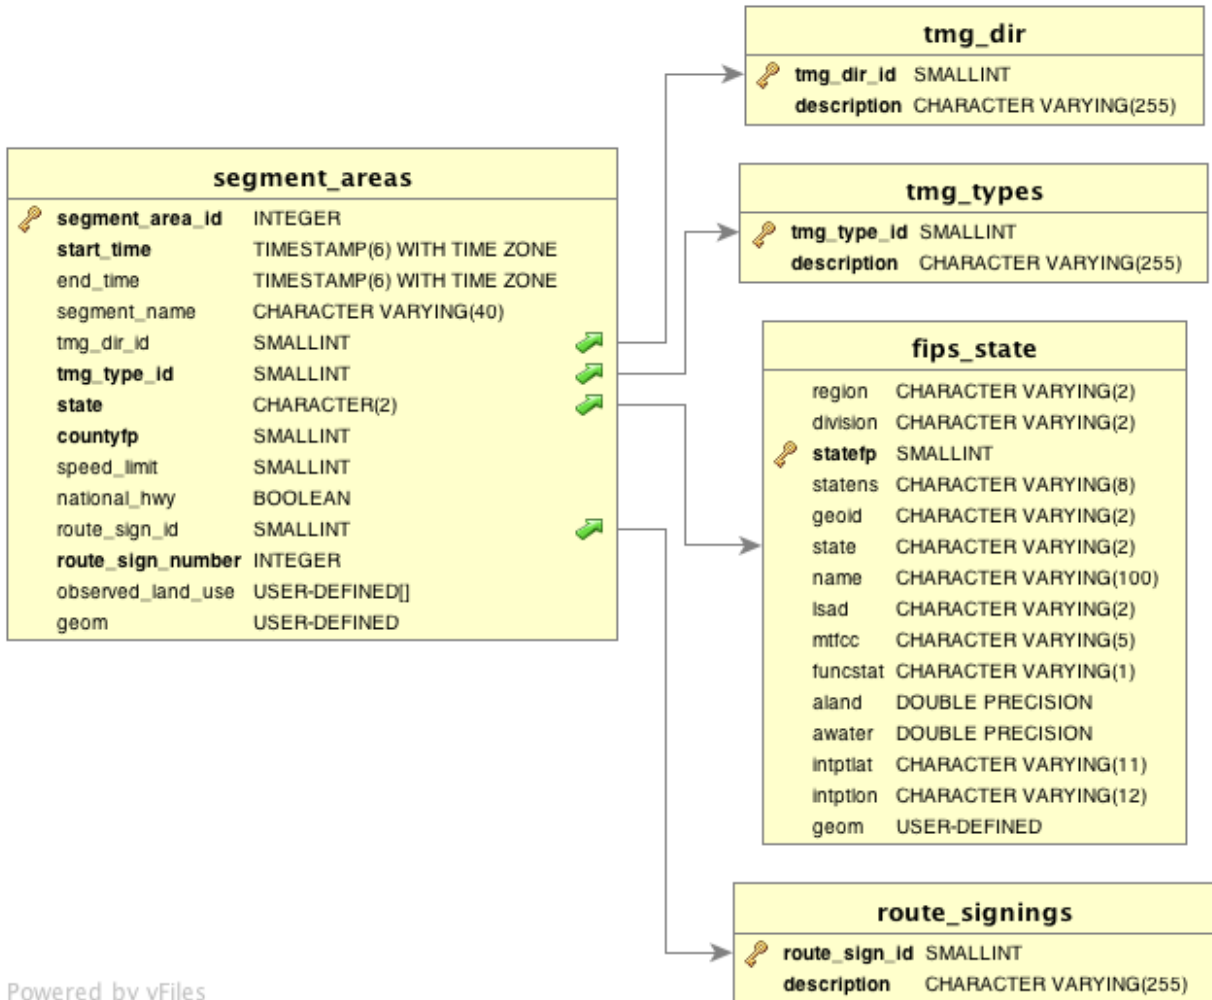 segment_areas
segment_area_id INTEGER
start_time TIMESTAMP(6) WITH TIME ZONE
end_time TIMESTAMP(6) WITH TIME ZONE
segment_name CHARACTER VARYING(40)
tmg_dir_id SMALLINT
tmg_type_id SMALLINT
state CHARACTER(2)
countyfp SMALLINT
speed_limit SMALLINT
national_hwy BOOLEAN
route_sign_id SMALLINT
route_sign_number INTEGER
observed_land_use USER-DEFINED[]
geom USER-DEFINED
tmg_dir
tmg_dir_id SMALLINT
description CHARACTER VARYING(255)
tmg_types
tmg_type_id SMALLINT
description CHARACTER VARYING(255)
fips_state
region CHARACTER VARYING(2)
division CHARACTER VARYING(2)
statefp SMALLINT
statens CHARACTER VARYING(8)
geoid CHARACTER VARYING(2)
state CHARACTER VARYING(2)
name CHARACTER VARYING(100)
lsad CHARACTER VARYING(2)
mtfcc CHARACTER VARYING(5)
funcstat CHARACTER VARYING(1)
aland DOUBLE PRECISION
awater DOUBLE PRECISION
intptlat CHARACTER VARYING(11)
intptlon CHARACTER VARYING(12)
geom USER-DEFINED
route_signings
route_sign_id SMALLINT
description CHARACTER VARYING(255)
Powered by yFiles